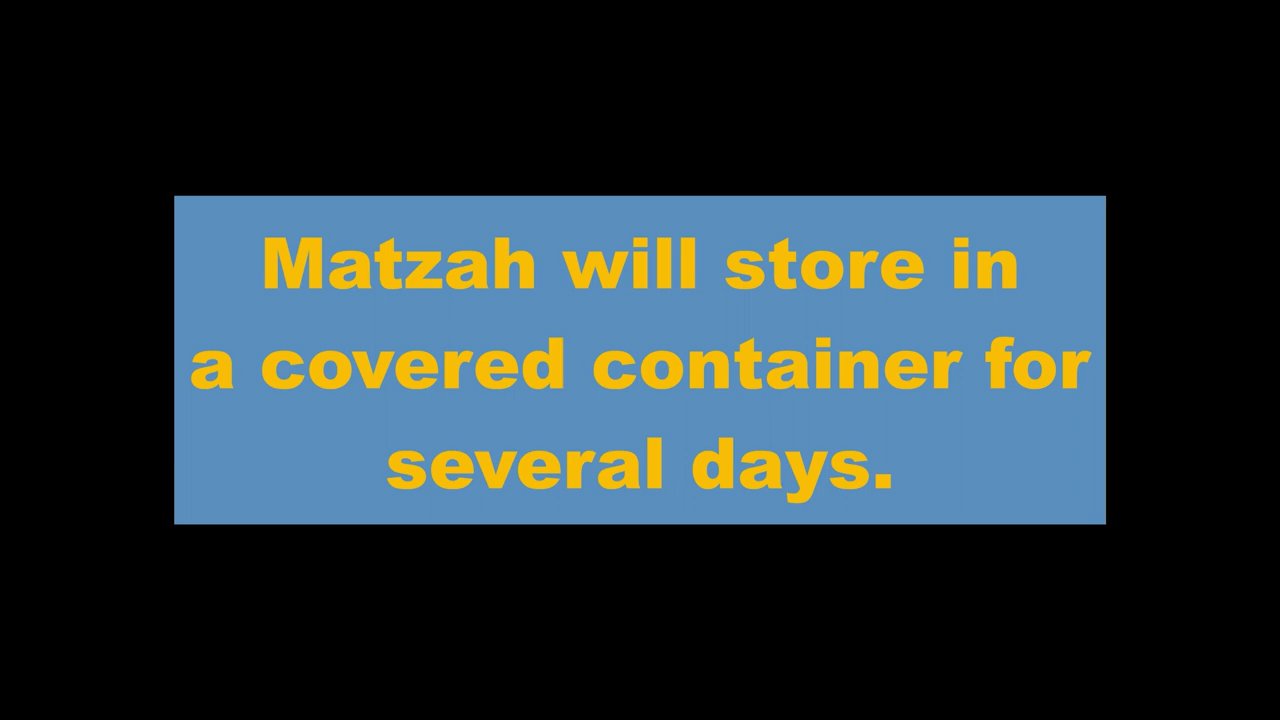 Matzah will store in
a covered container for
several days.